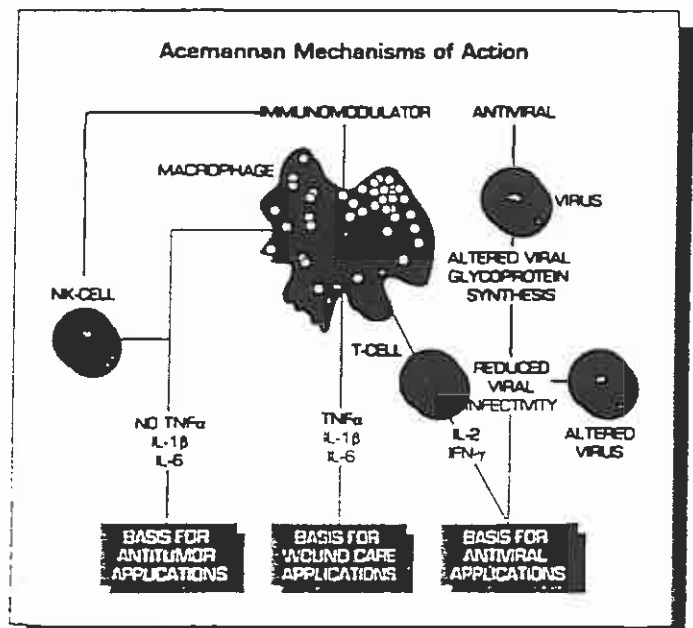 Acemannan Mechanisms of Action
IMMUNOMODULATOR
ANTIVIRAL
MACROPHAGE
VIRUS
ALTERED VIRAL
GLYCOPROTEIN
SYNTHESIS
NK-CELL
T-CELL
REDUCED
VIRAL
INFECTIVITY
ALTERED
VIRUS
NO TNFα
IL-1β
IL-6
TNFα
IL-1β
IL-6
IL-2
IFN-γ
BASIS FOR
ANTITUMOR
APPLICATIONS
BASIS FOR
WOUND CARE
APPLICATIONS
BASIS FOR
ANTIVIRAL
APPLICATIONS